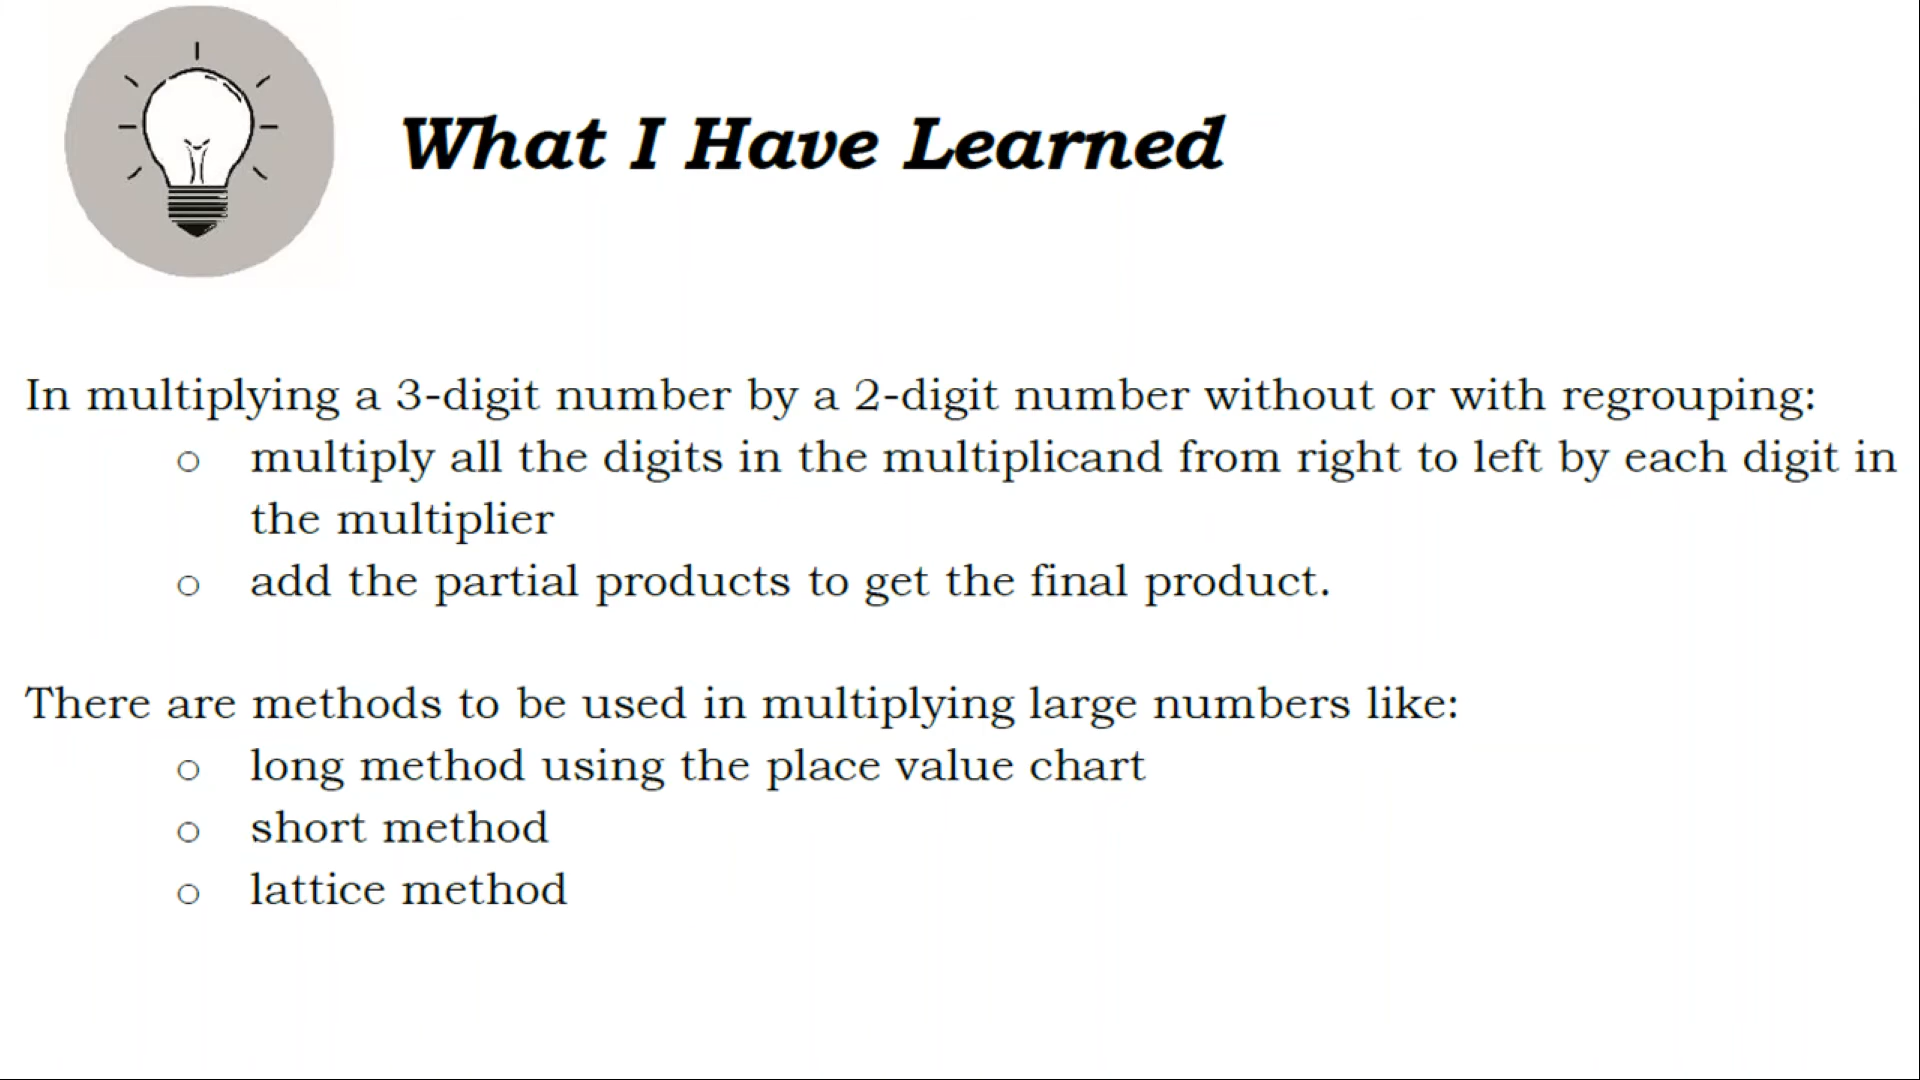 What I Have Learned
In multiplying a 3-digit number by a 2-digit number without or with regrouping:
o multiply all the digits in the multiplicand from right to left by each digit in
the multiplier
o add the partial products to get the final product.
There are methods to be used in multiplying large numbers like:
o long method using the place value chart
o short method
o lattice method